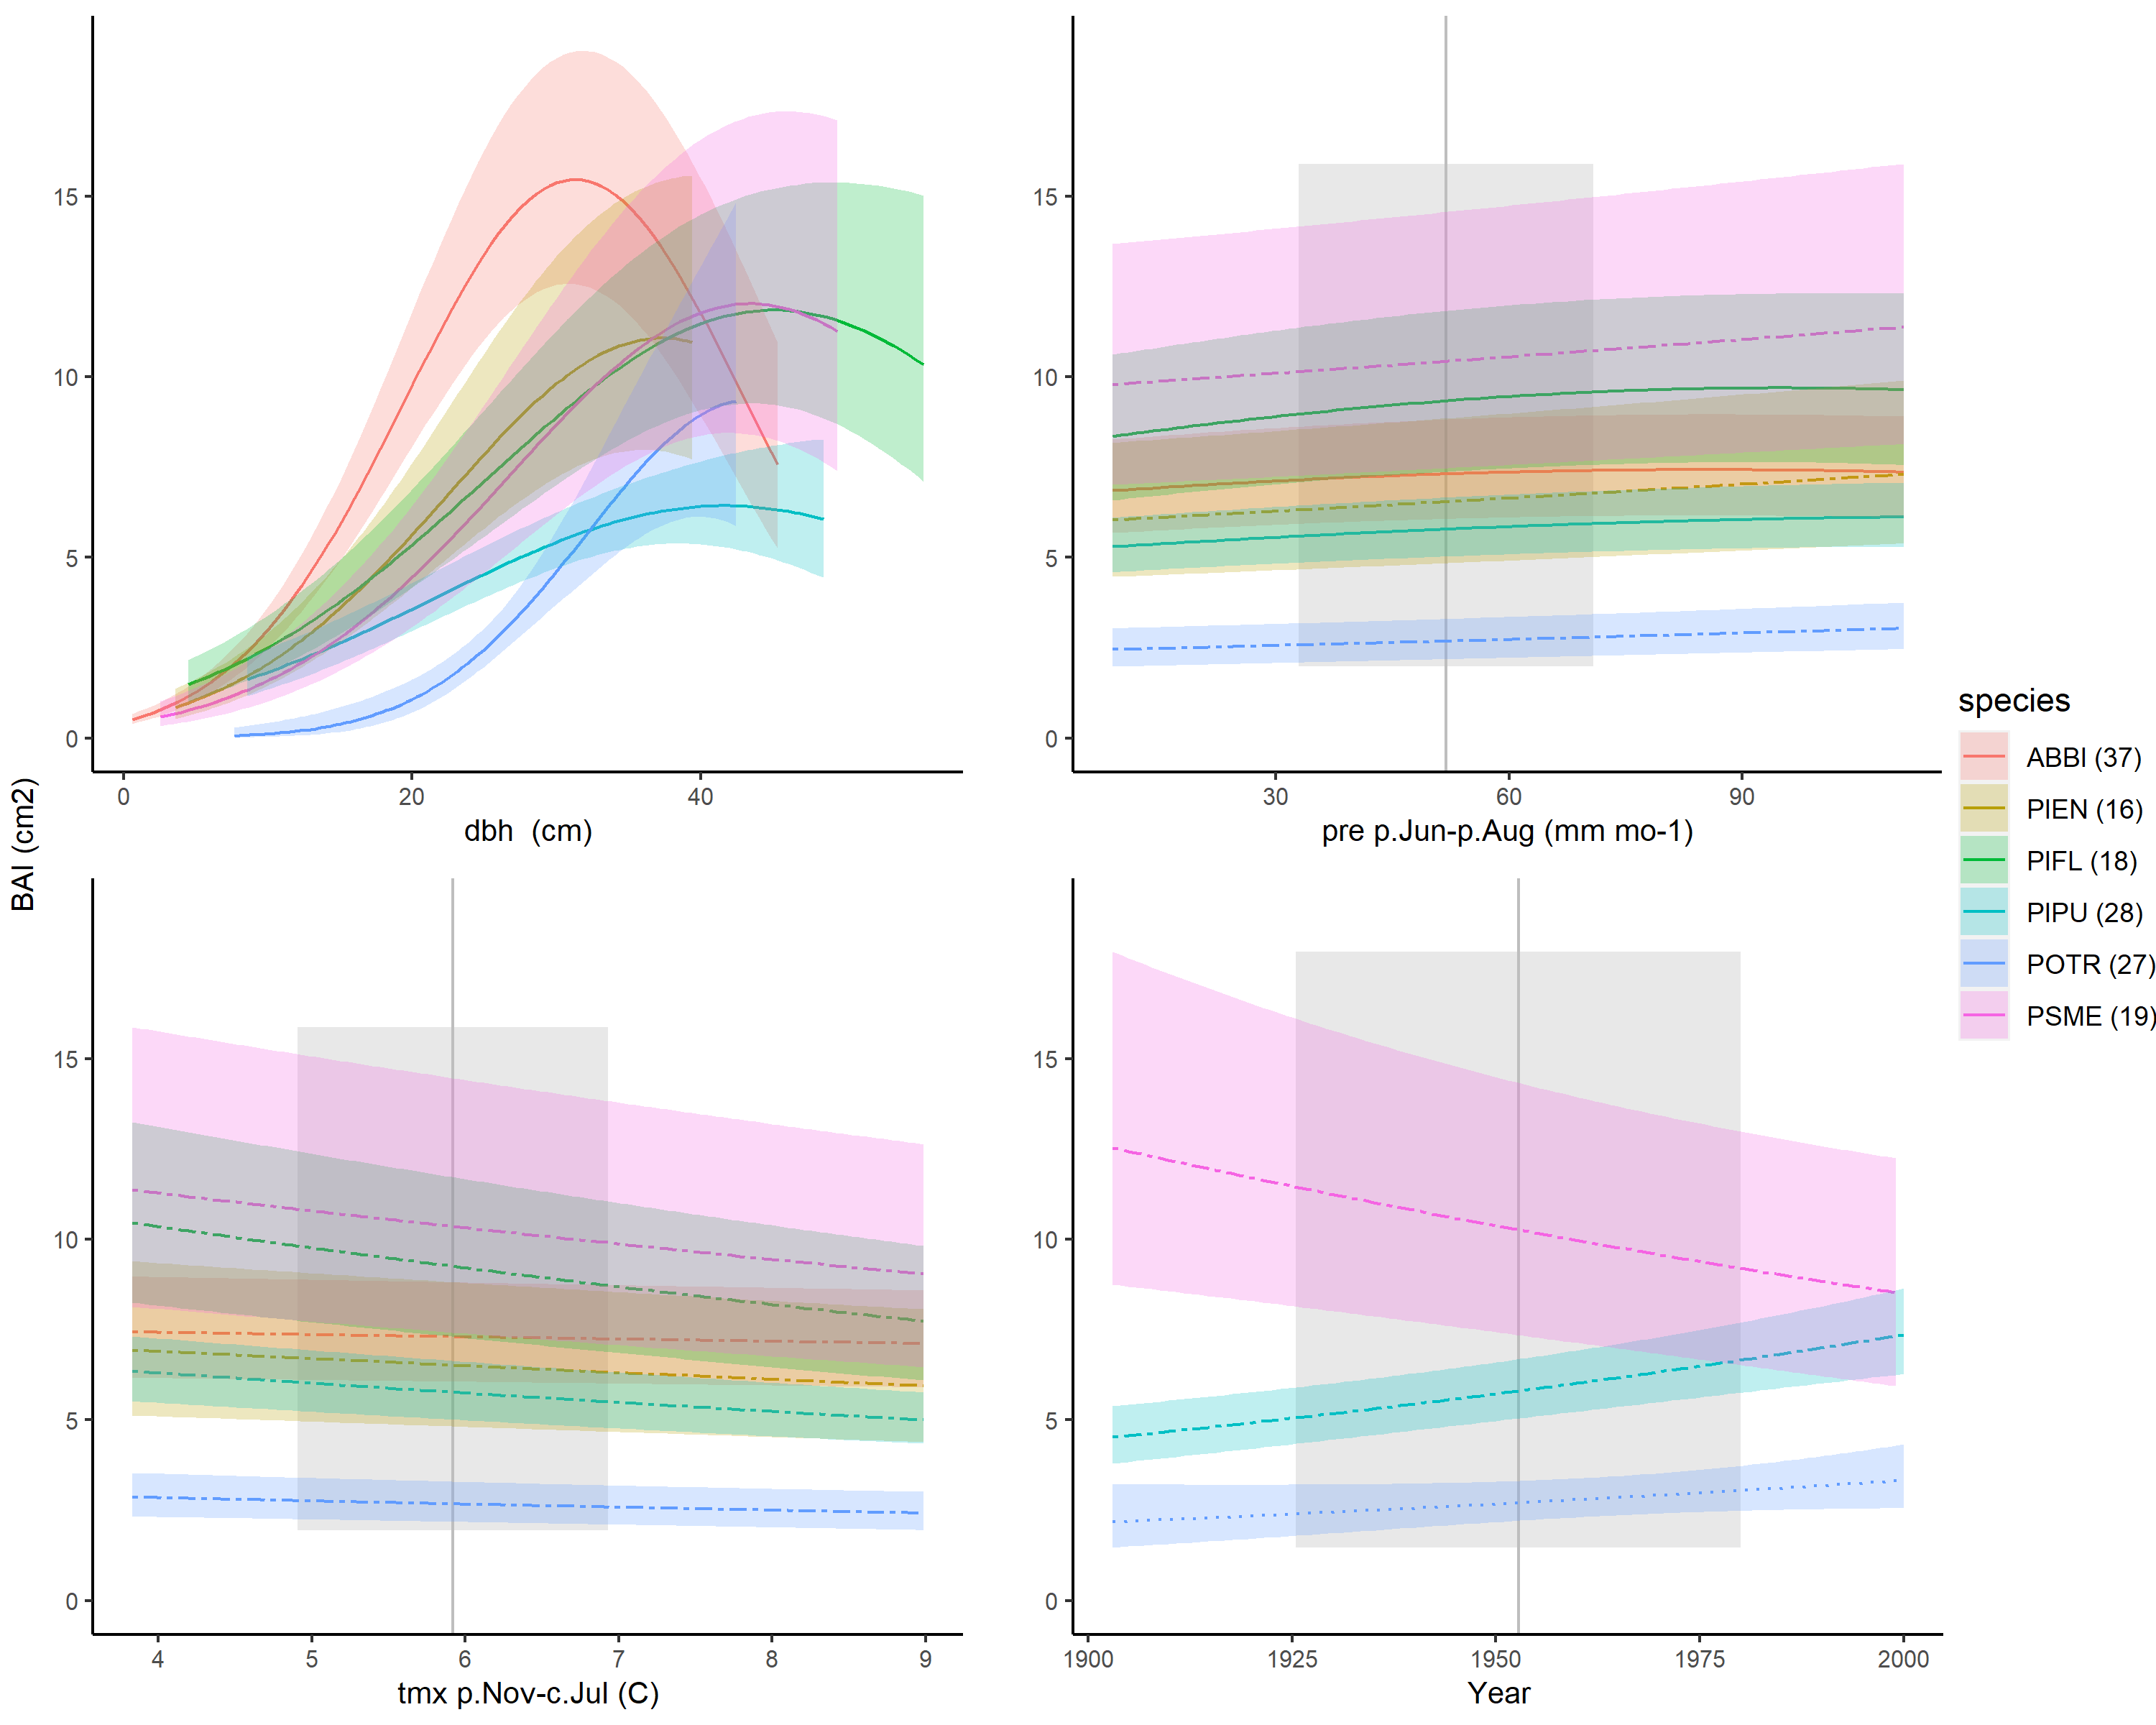 BAI (cm2)
15
10
5
0
0
20
40
dbh  (cm)
15
10
5
0
30
60
90
pre p.Jun-p.Aug (mm mo-1)
15
10
5
0
4
5
6
7
8
9
tmx p.Nov-c.Jul (C)
15
10
5
0
1900
1925
1950
1975
2000
Year
species
ABBI (37)
PIEN (16)
PIFL (18)
PIPU (28)
POTR (27)
PSME (19)